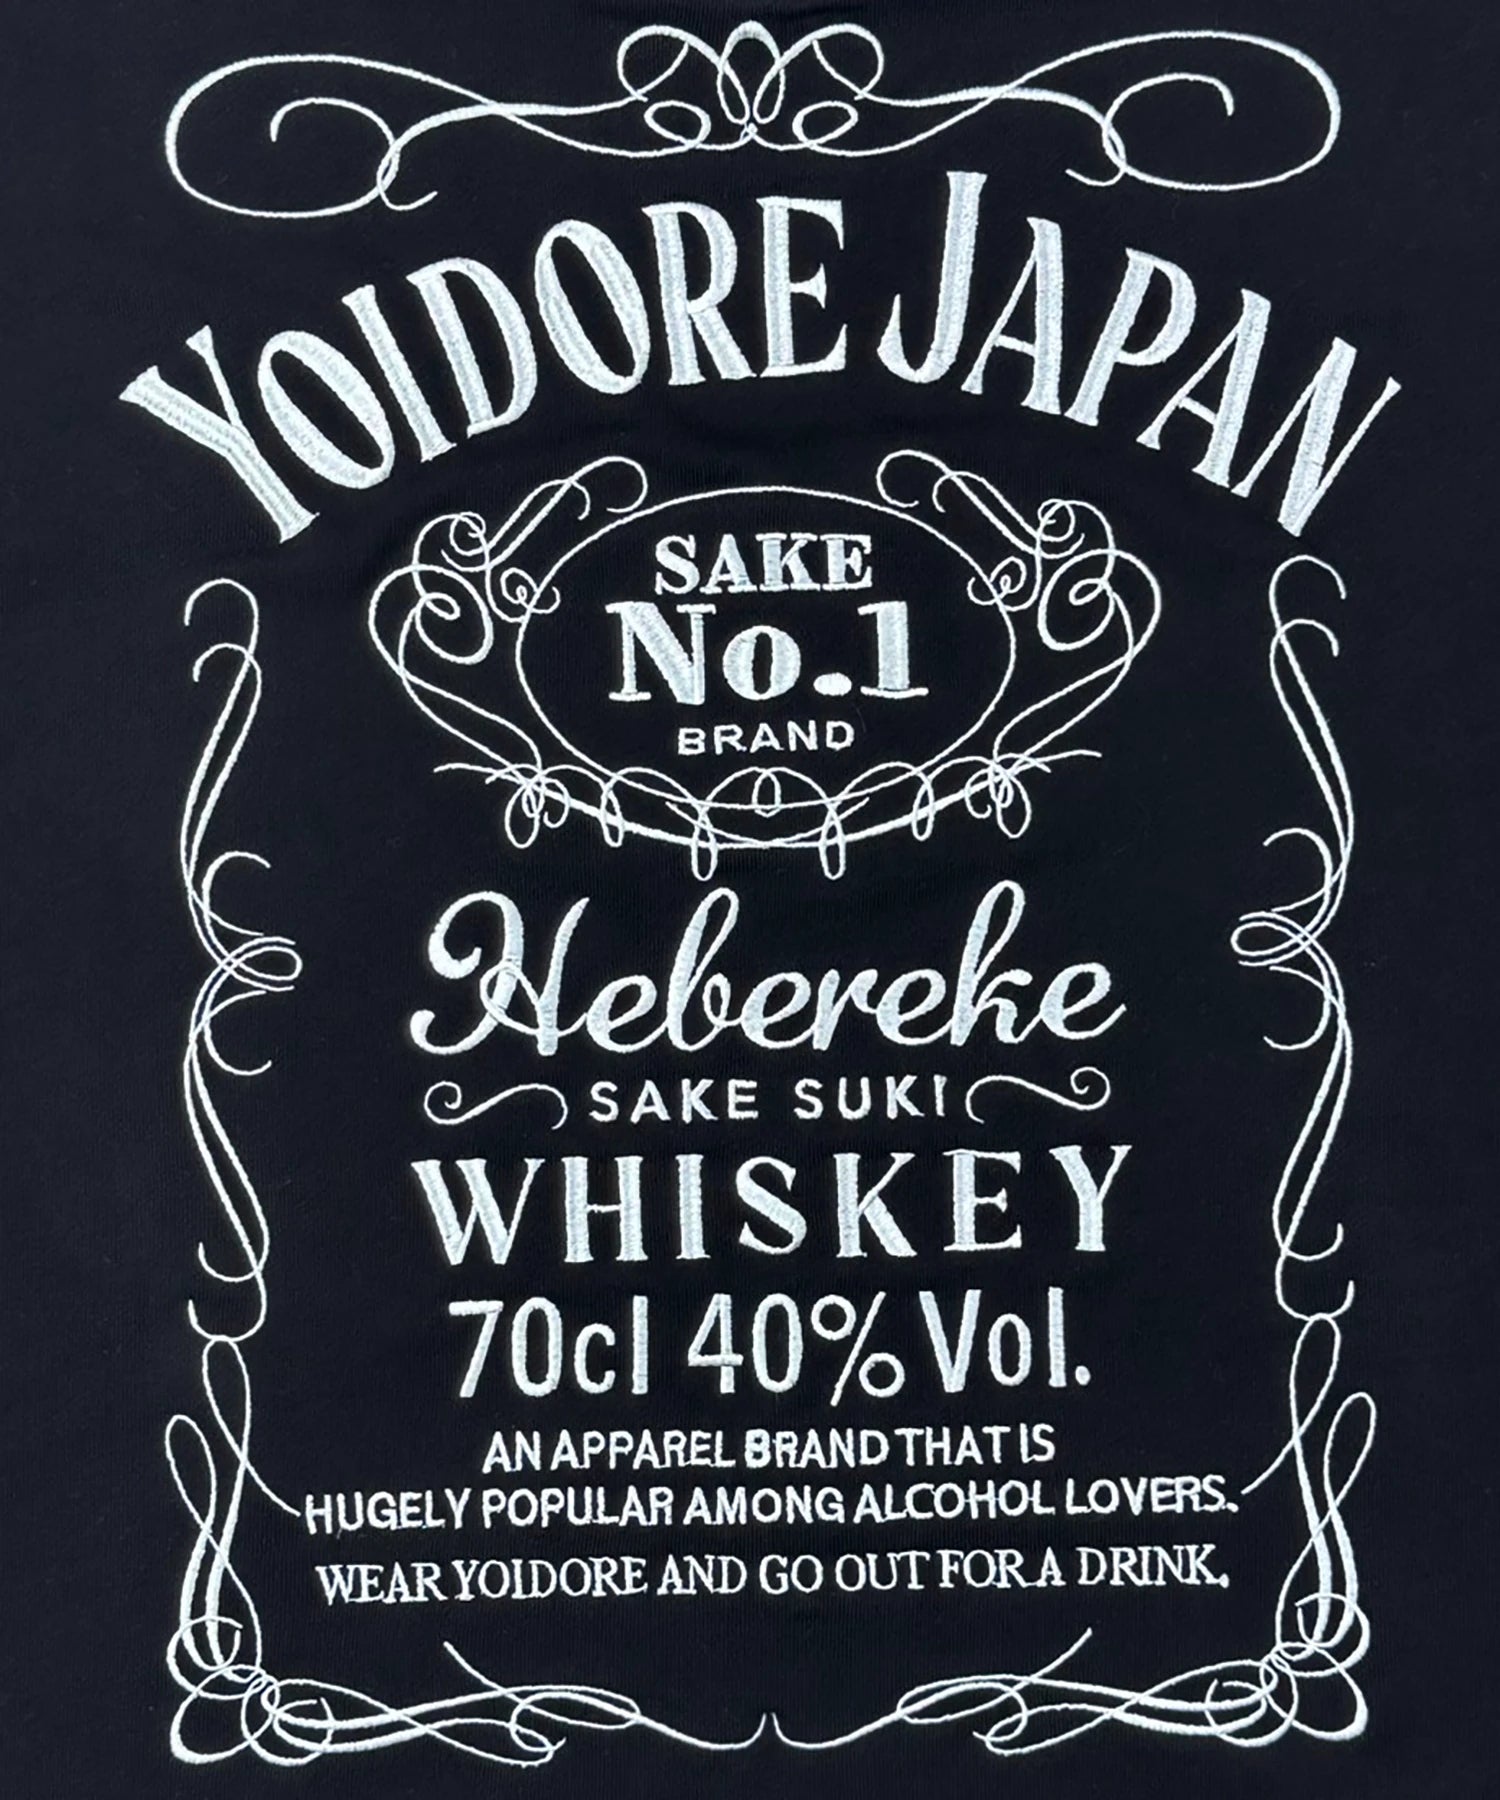 YOIDORE JAPAN
SAKE
No.1
BRAND
Hebereke
SAKE SUKI
WHISKEY
70cl 40% Vol.
AN APPAREL BRAND THAT IS
HUGELY POPULAR AMONG ALCOHOL LOVERS.
WEAR YOIDORE AND GO OUT FOR A DRINK.